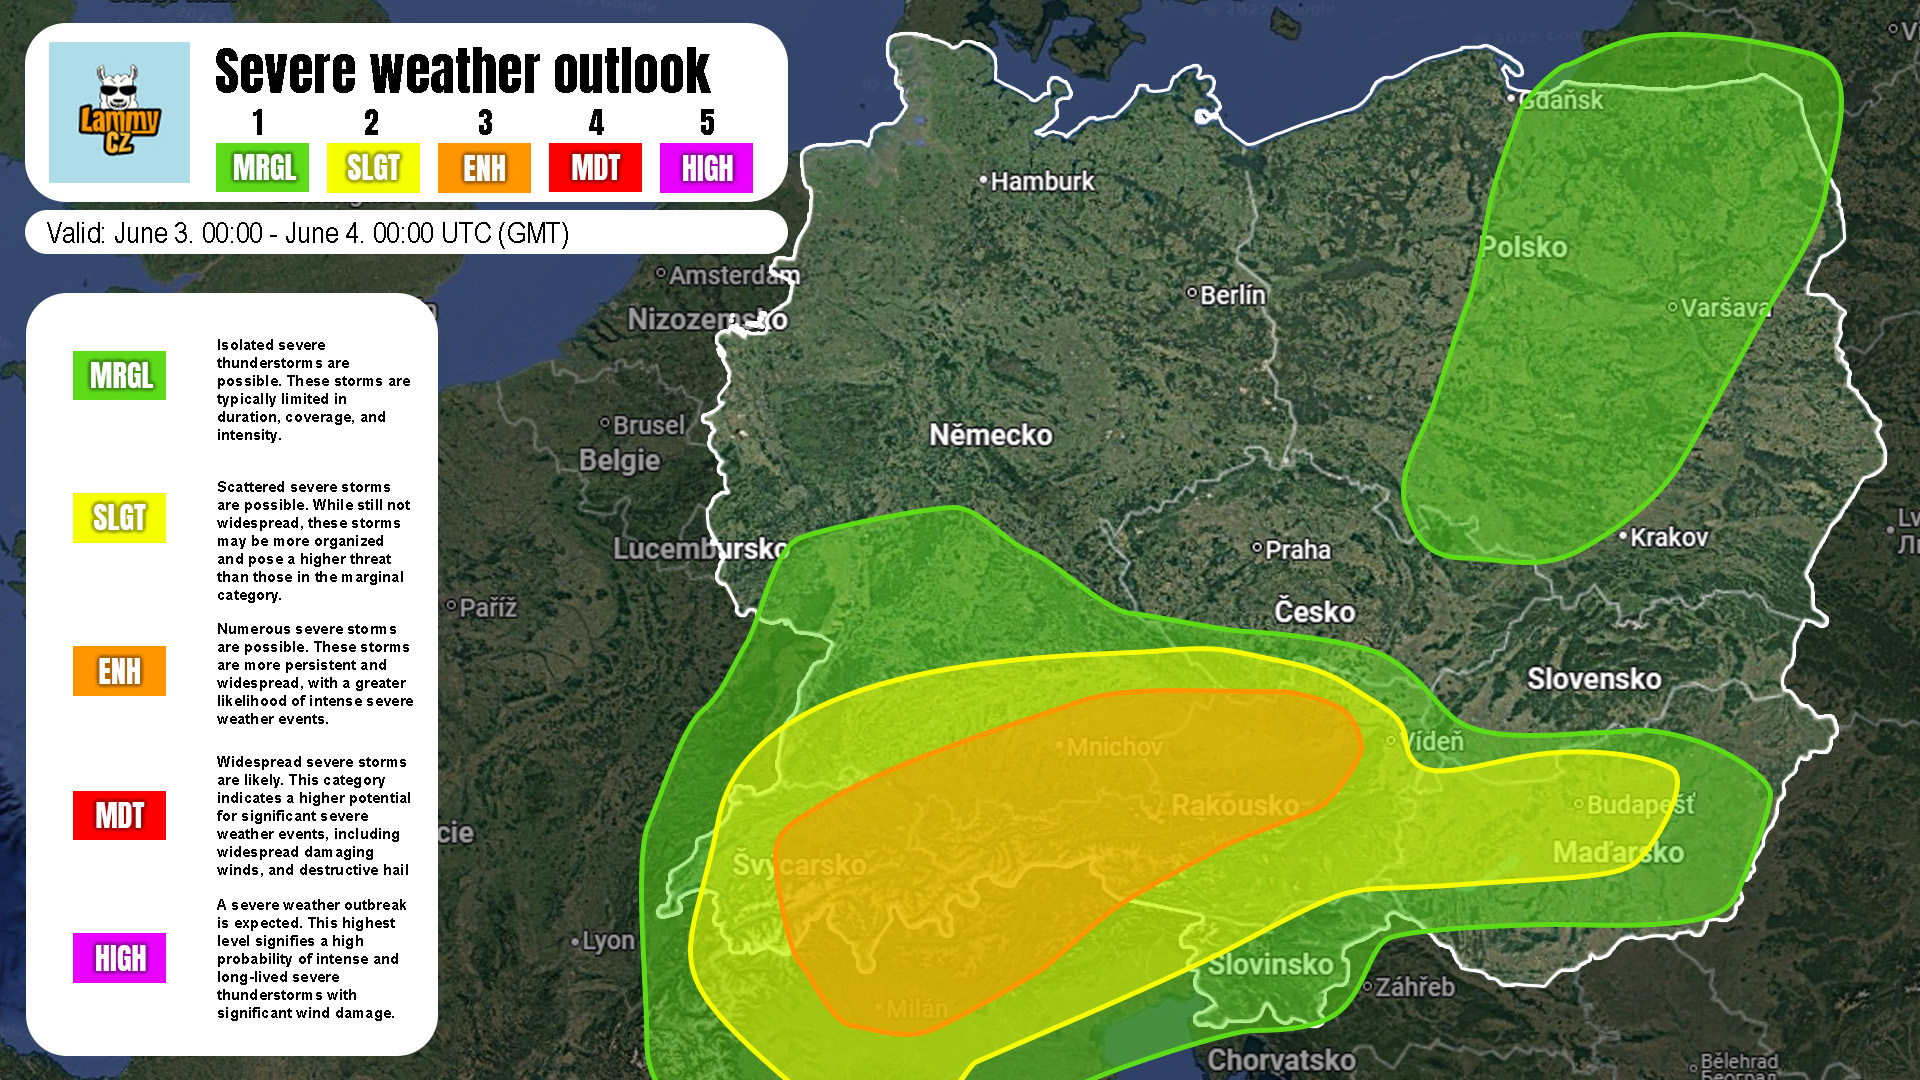 Severe weather outlook
1 2 3 4 5
MRGL SLGT ENH MDT HIGH
Lammy
CZ
Valid: June 3. 00:00 - June 4. 00:00 UTC (GMT)
MRGL
Isolated severe
thunderstorms are
possible. These storms are
typically limited in
duration, coverage, and
intensity.
SLGT
Scattered severe storms
are possible. While still not
widespread, these storms
may be more organized
and pose a higher threat
than those in the marginal
category.
ENH
Numerous severe storms
are possible. These storms
are more persistent and
widespread, with a greater
likelihood of intense severe
weather events.
MDT
Widespread severe storms
are likely. This category
indicates a higher potential
for significant severe
weather events, including
widespread damaging
winds, and destructive hail
HIGH
A severe weather outbreak
is expected. This highest
level signifies a high
probability of intense and
long-lived severe
thunderstorms with
significant wind damage.
Gdaňsk
Hamburk
Polsko
Amsterdam
Berlín
Nizozemsko
Varšava
Brusel
Německo
Belgie
Krakov
Lucembursko
Praha
Paříž
Česko
Slovensko
Mnichov
Vídeň
Rakousko
Budapešť
cie
Maďarsko
Švýcarsko
Lyon
Slovinsko
Záhřeb
Milán
Chorvatsko
Bělehrad
Београд